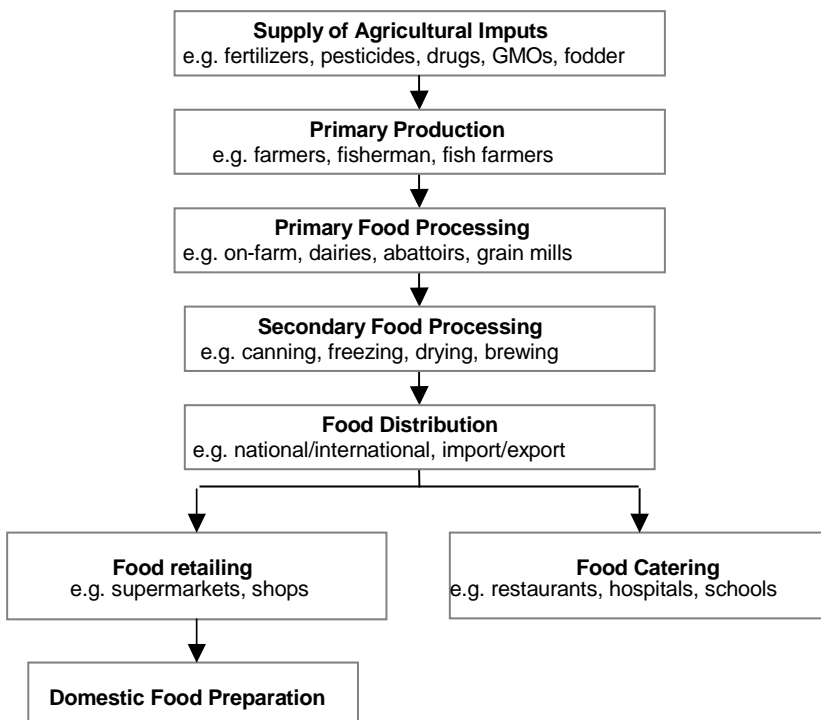 Supply of Agricultural Imputs
e.g. fertilizers, pesticides, drugs, GMOs, fodder
Primary Production
e.g. farmers, fisherman, fish farmers
Primary Food Processing
e.g. on-farm, dairies, abattoirs, grain mills
Secondary Food Processing
e.g. canning, freezing, drying, brewing
Food Distribution
e.g. national/international, import/export
Food retailing
e.g. supermarkets, shops
Food Catering
e.g. restaurants, hospitals, schools
Domestic Food Preparation